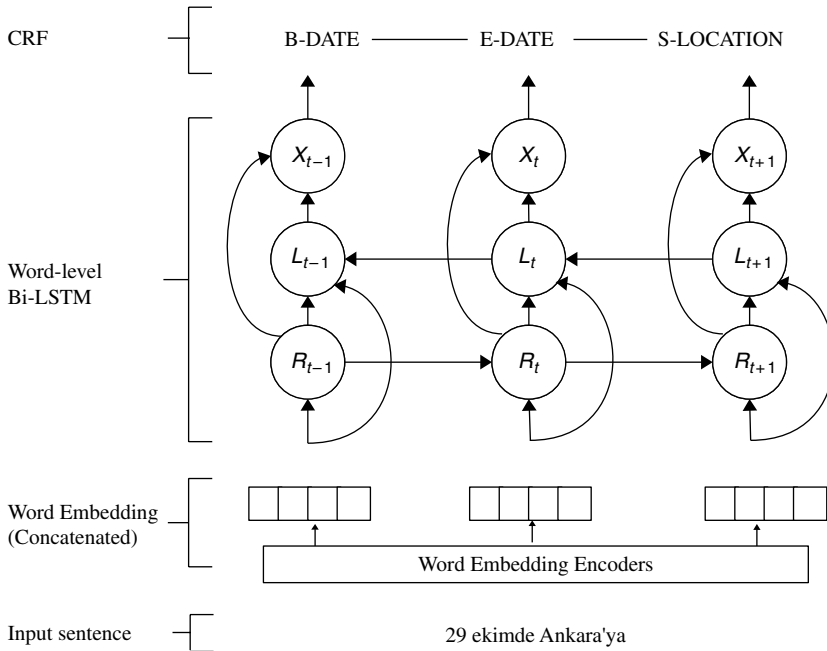 CRF
B-DATE E-DATE S-LOCATION
X_{t−1} X_t X_{t+1}
L_{t−1} L_t L_{t+1}
Word-level
Bi-LSTM
R_{t−1} R_t R_{t+1}
Word Embedding
(Concatenated)
Word Embedding Encoders
Input sentence 29 ekimde Ankara'ya